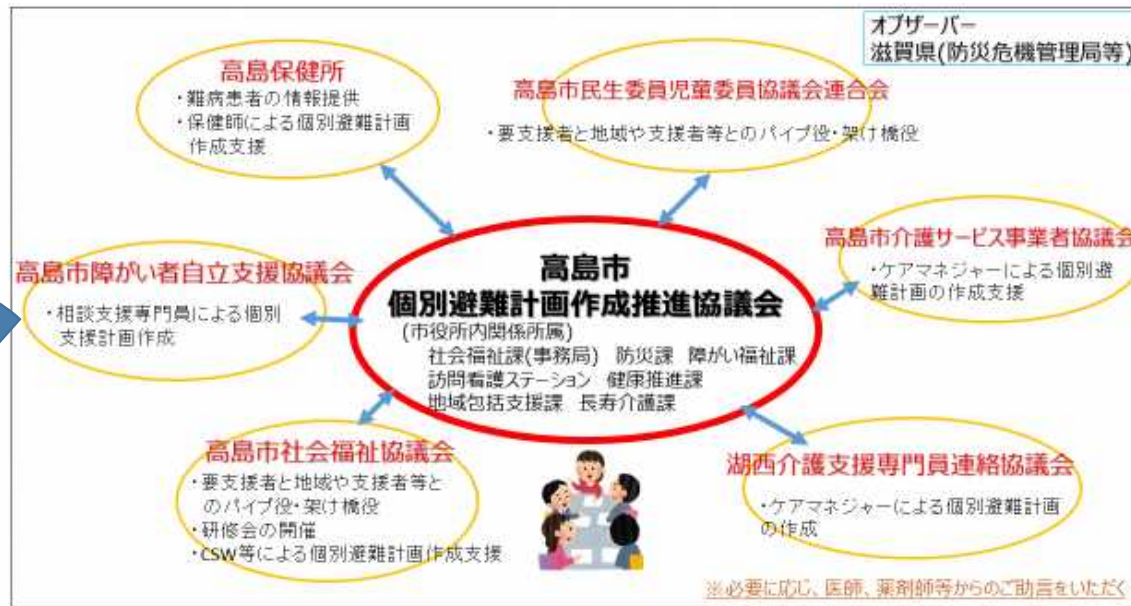 オブザーバー
滋賀県(防災危機管理局等)
高島保健所
・難病患者の情報提供
・保健師による個別避難計画
作成支援
高島市民生委員児童委員協議会連合会
・要支援者と地域や支援者等とのパイプ役・架け橋役
高島市障がい者自立支援協議会
・相談支援専門員による個別
支援計画作成
高島市
個別避難計画作成推進協議会
(市役所内関係所属)
社会福祉課(事務局) 防災課 障がい福祉課
訪問看護ステーション 健康推進課
地域包括支援課 長寿介護課
高島市介護サービス事業者協議会
・ケアマネジャーによる個別避
難計画の作成支援
高島市社会福祉協議会
・要支援者と地域や支援者等と
のパイプ役・架け橋役
・研修会の開催
・CSW等による個別避難計画作成支援
湖西介護支援専門員連絡協議会
・ケアマネジャーによる個別避難計画
の作成
※必要に応じ、医師、薬剤師等からのご助言をいただく